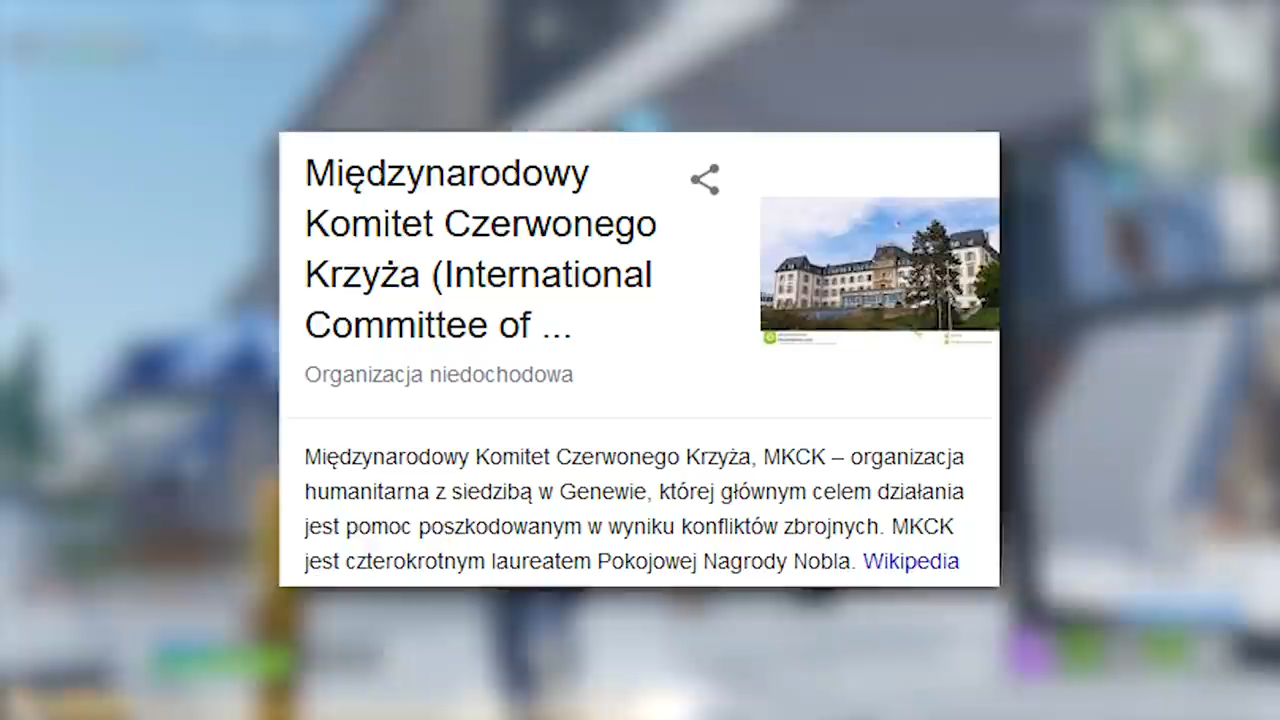 Międzynarodowy
Komitet Czerwonego
Krzyża (International
Committee of ...
Organizacja niedochodowa
Międzynarodowy Komitet Czerwonego Krzyża, MKCK – organizacja
humanitarna z siedzibą w Genewie, której głównym celem działania
jest pomoc poszkodowanym w wyniku konfliktów zbrojnych. MKCK
jest czterokrotnym laureatem Pokojowej Nagrody Nobla. Wikipedia